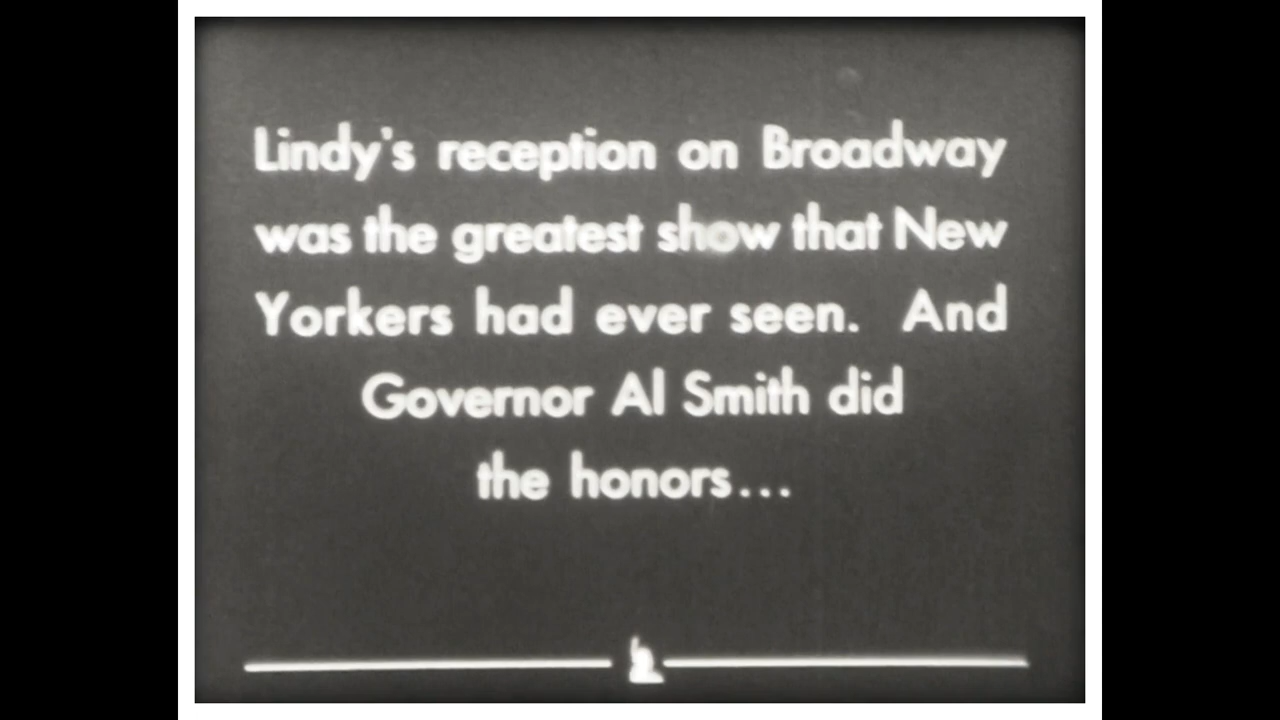 Lindy's reception on Broadway
was the greatest show that New
Yorkers had ever seen. And
Governor Al Smith did
the honors...